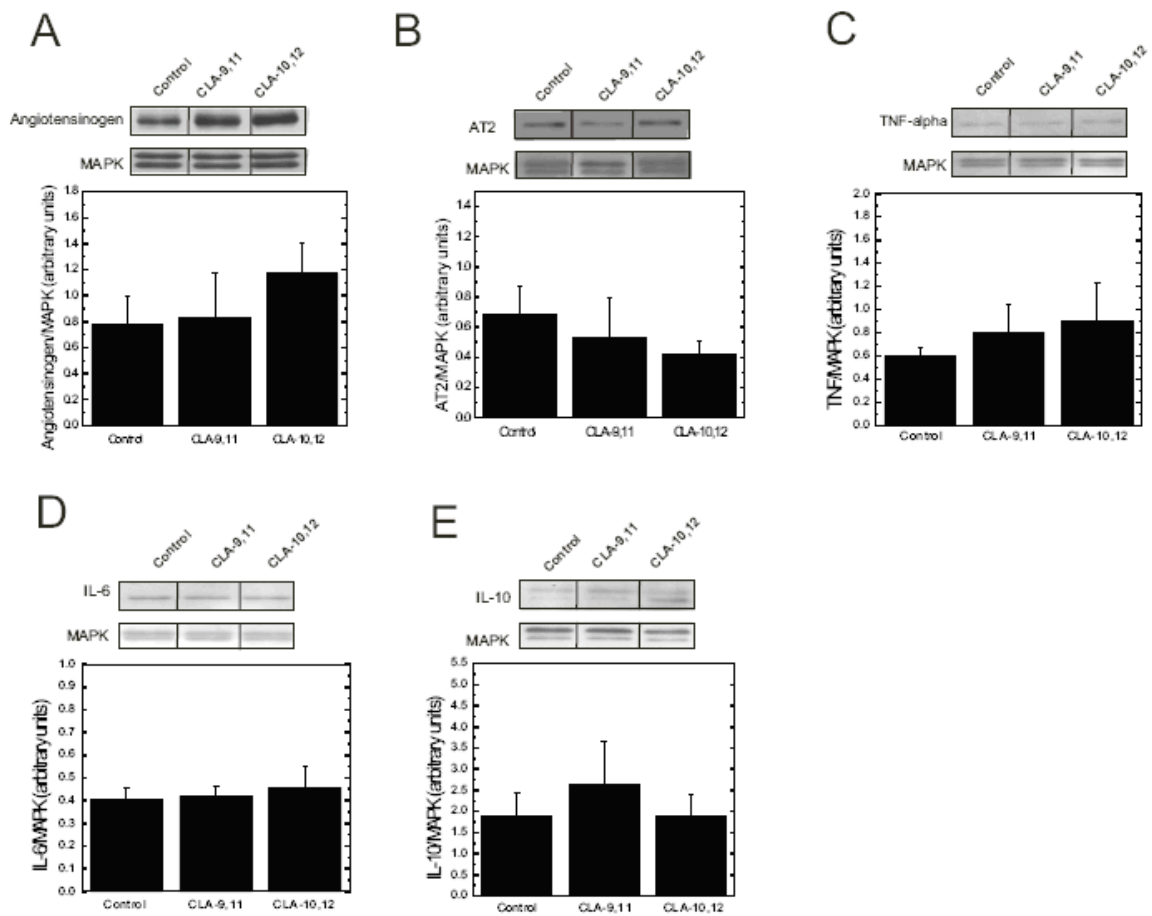 A
Control
CLA-9,11
CLA-10,12
Angiotensinogen
MAPK
Angiotensinogen/MAPK (arbitrary units)
1.8
1.6
1.4
1.2
1.0
0.8
0.6
0.4
0.2
0.0
Control
CLA-9,11
CLA-10,12
B
Control
CLA-9,11
CLA-10,12
AT2
MAPK
AT2/MAPK (arbitrary units)
1.4
1.2
1.0
0.8
0.6
0.4
0.2
0.0
Control
CLA-9,11
CLA-10,12
C
Control
CLA-9,11
CLA-10,12
TNF-alpha
MAPK
TNF/MAPK (arbitrary units)
2.0
1.8
1.6
1.4
1.2
1.0
0.8
0.6
0.4
0.2
0.0
Control
CLA-9,11
CLA-10,12
D
Control
CLA-9,11
CLA-10,12
IL-6
MAPK
IL-6/MAPK (arbitrary units)
1.0
0.9
0.8
0.7
0.6
0.5
0.4
0.3
0.2
0.1
0.0
Control
CLA-9,11
CLA-10,12
E
Control
CLA-9,11
CLA-10,12
IL-10
MAPK
IL-10/MAPK (arbitrary units)
5.5
5.0
4.5
4.0
3.5
3.0
2.5
2.0
1.5
1.0
0.5
0.0
Control
CLA-9,11
CLA-10,12